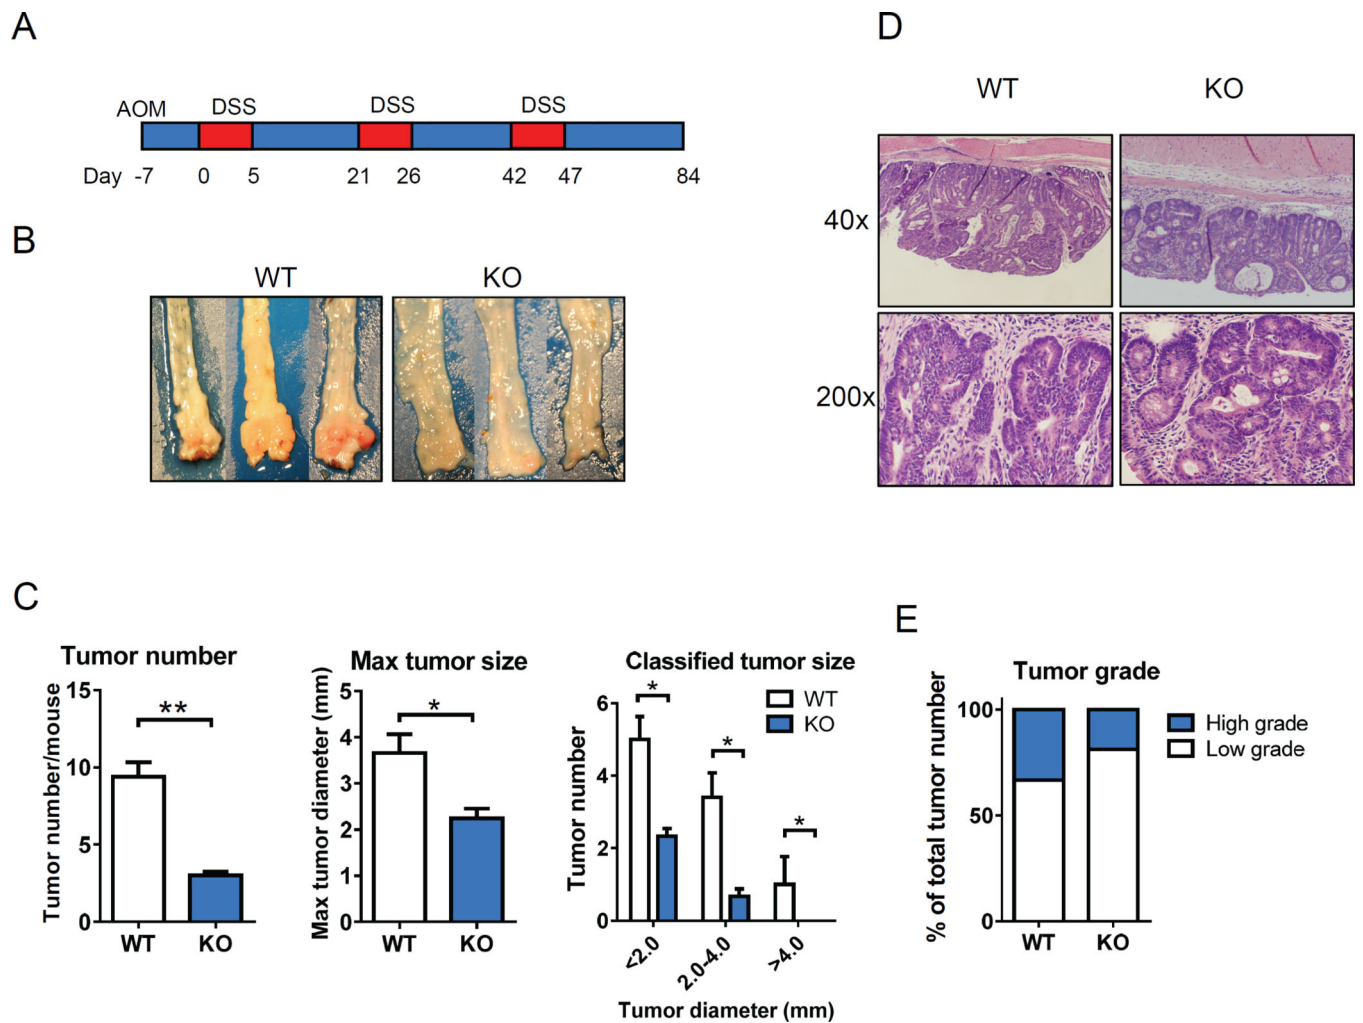 A
AOM DSS DSS DSS
Day -7 0 5 21 26 42 47 84
B
WT KO
C
Tumor number
Tumor number/mouse
15
10
5
0
**
WT KO
Max tumor size
Max tumor diameter (mm)
5
4
3
2
1
0
*
WT KO
Classified tumor size
Tumor number
6
4
2
0
* * *
WT
KO
<2.0 2.0-4.0 >4.0
Tumor diameter (mm)
D
WT KO
40x
200x
E
Tumor grade
% of total tumor number
100
50
0
WT KO
High grade
Low grade